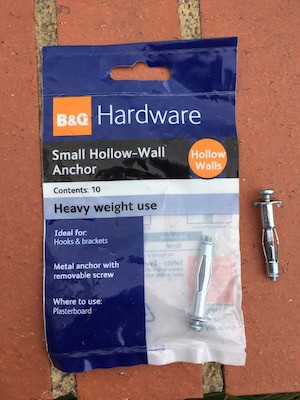 B&Q Hardware
Small Hollow-Wall
Anchor
Hollow
Walls
Contents: 10
Heavy weight use
Ideal for:
Hooks & brackets
Metal anchor with
removable screw
Where to use:
Plasterboard